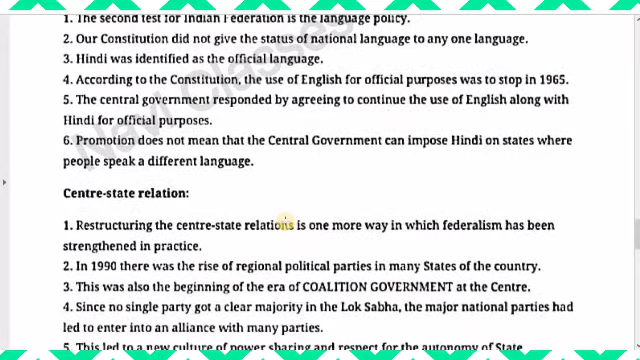 1. The second test for Indian Federation is the language policy.
2. Our Constitution did not give the status of national language to any one language.
3. Hindi was identified as the official language.
4. According to the Constitution, the use of English for official purposes was to stop in 1965.
5. The central government responded by agreeing to continue the use of English along with
Hindi for official purposes.
6. Promotion does not mean that the Central Government can impose Hindi on states where
people speak a different language.
Centre-state relation:
1. Restructuring the centre-state relations is one more way in which federalism has been
strengthened in practice.
2. In 1990 there was the rise of regional political parties in many States of the country.
3. This was also the beginning of the era of COALITION GOVERNMENT at the Centre.
4. Since no single party got a clear majority in the Lok Sabha, the major national parties had
led to enter into an alliance with many parties.
5. This led to a new culture of power sharing and respect for the autonomy of State
Navi Classes